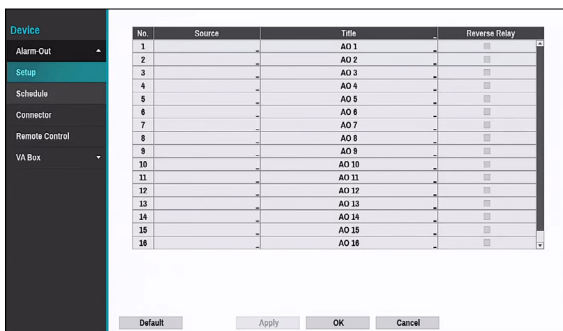 Device
Alarm-Out
Setup
Schedule
Connector
Remote Control
VA Box
No. Source Title Reverse Relay
1 AO 1
2 AO 2
3 AO 3
4 AO 4
5 AO 5
6 AO 6
7 AO 7
8 AO 8
9 AO 9
10 AO 10
11 AO 11
12 AO 12
13 AO 13
14 AO 14
15 AO 15
16 AO 16
Default Apply OK Cancel